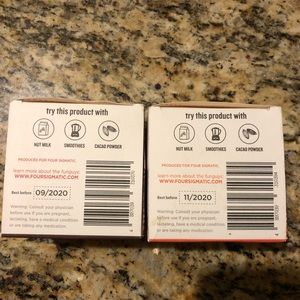 try this product with
NUT MILK
SMOOTHIES
CACAO POWDER
PRODUCED FOR FOUR SIGMATIC.
learn more about the funguys:
WWW.FOURSIGMATIC.COM
Best before 09/2020
Warning: Consult your physician
before use if you are pregnant,
lactating, have a medical condition
or are taking any medication.
try this product with
NUT MILK
SMOOTHIES
CACAO POWDER
PRODUCED FOR FOUR SIGMATIC.
learn more about the funguys:
WWW.FOURSIGMATIC.COM
Best before 11/2020
Warning: Consult your physician
before use if you are pregnant,
lactating, have a medical condition
or are taking any medication.